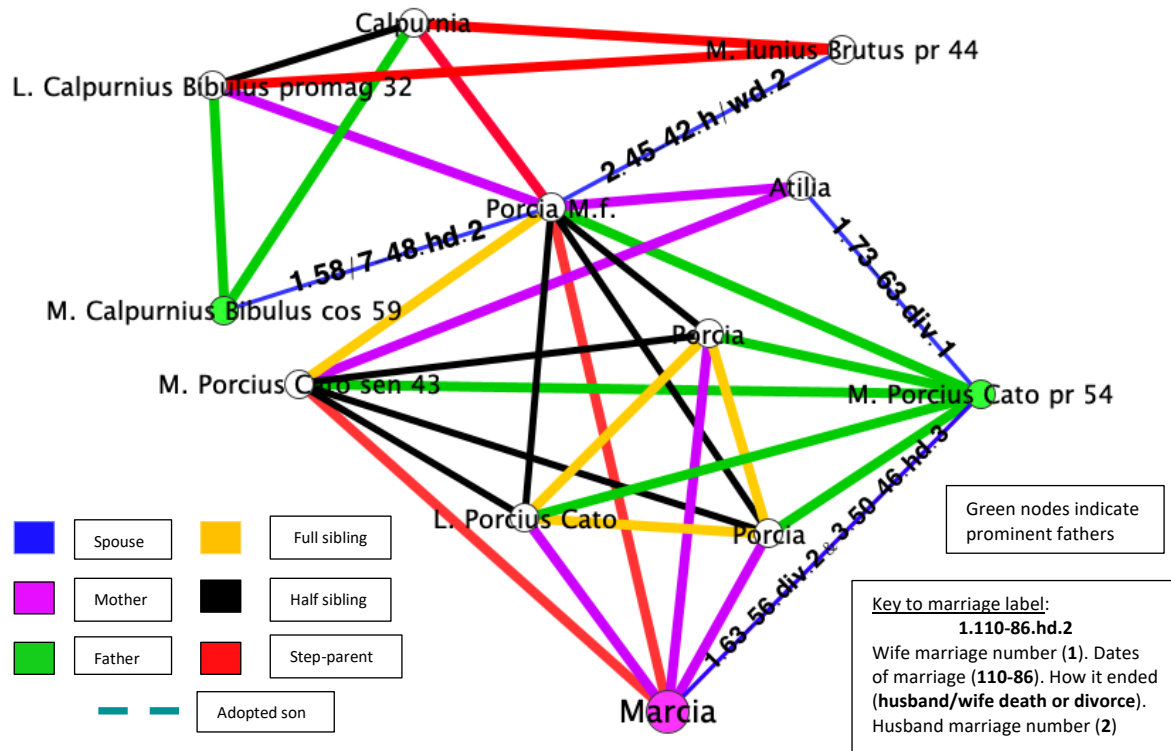 Calpurnia
M. Iunius Brutus pr 44
L. Calpurnius Bibulus promag 32
2.45-42.h/wd.2
Atilia
Porcia M.f.
1.58/7-48.hd.2
1.73-63.div.1
M. Calpurnius Bibulus cos 59
Porcia
M. Porcius Cato sen 43
M. Porcius Cato pr 54
L. Porcius Cato
Porcia
1.63-56.div.2 & 3.50-46.hd.3
Marcia
Spouse
Full sibling
Mother
Half sibling
Father
Step-parent
Adopted son
Green nodes indicate
prominent fathers
Key to marriage label:
1.110-86.hd.2
Wife marriage number (1). Dates
of marriage (110-86). How it ended
(husband/wife death or divorce).
Husband marriage number (2)